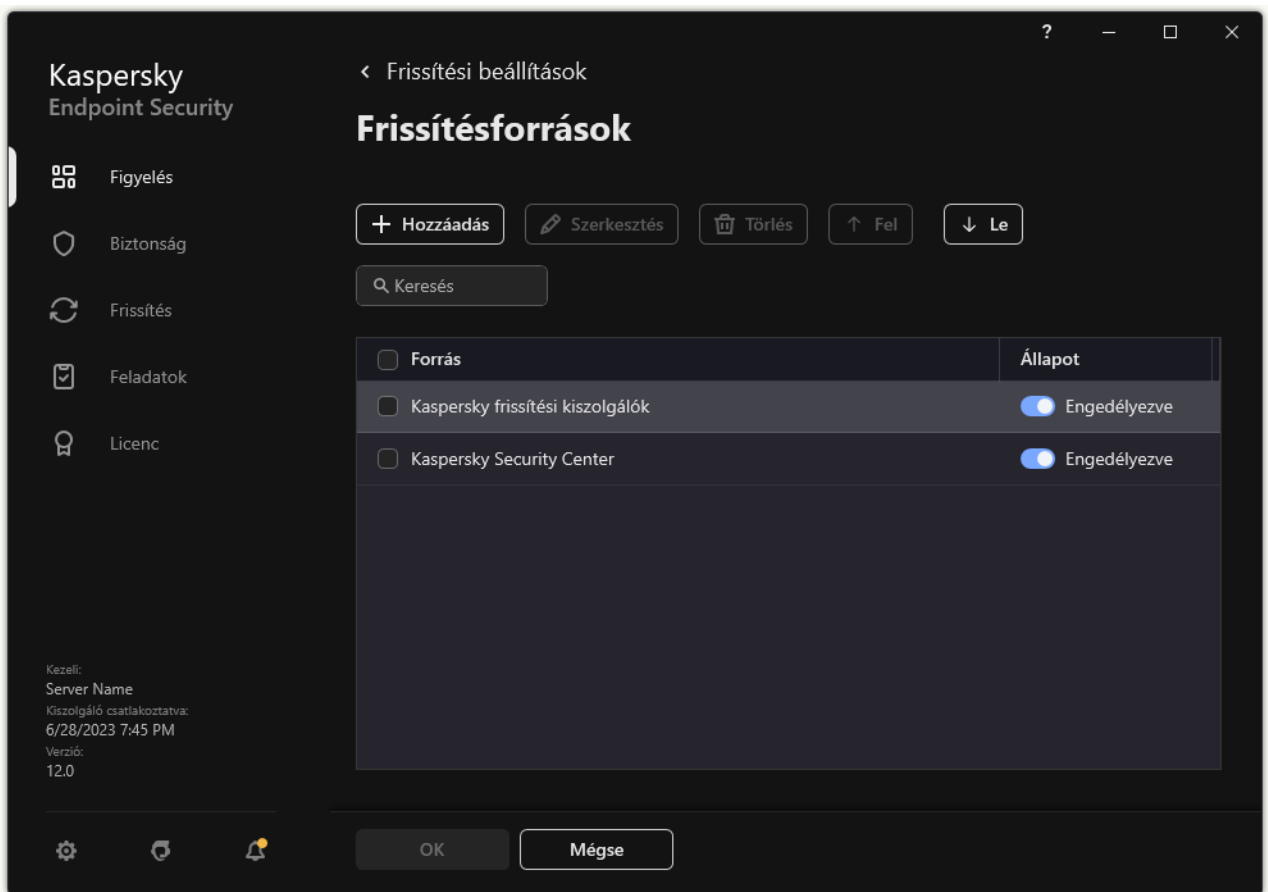 ?
Kaspersky
Endpoint Security
Frissítési beállítások
Frissítésforrások
Figyelés
Biztonság
Frissítés
Feladatok
Licenc
Hozzáadás Szerkesztés Törlés Fel Le
Keresés
Forrás Állapot
Kaspersky frissítési kiszolgálók Engedélyezve
Kaspersky Security Center Engedélyezve
Kezeli:
Server Name
Kiszolgáló csatlakoztatva:
6/28/2023 7:45 PM
Verzió:
12.0
OK Mégse